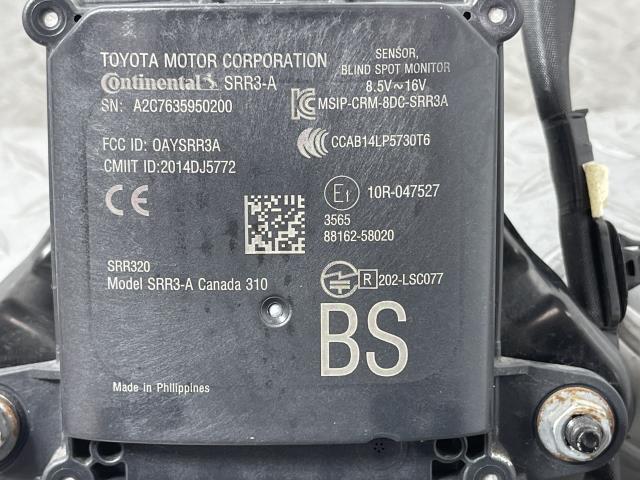 TOYOTA MOTOR CORPORATION
Continental SRR3-A
SN: A2C7635950200
SENSOR,
BLIND SPOT MONITOR
8.5V~16V
MSIP-CRM-8DC-SRR3A
FCC ID: OAYSRR3A
CMIIT ID:2014DJ5772
CCC
CCAB14LP5730T6
CE
E1 10R-047527
3565
88162-58020
SRR320
Model SRR3-A Canada 310
R 202-LSC077
BS
Made in Philippines